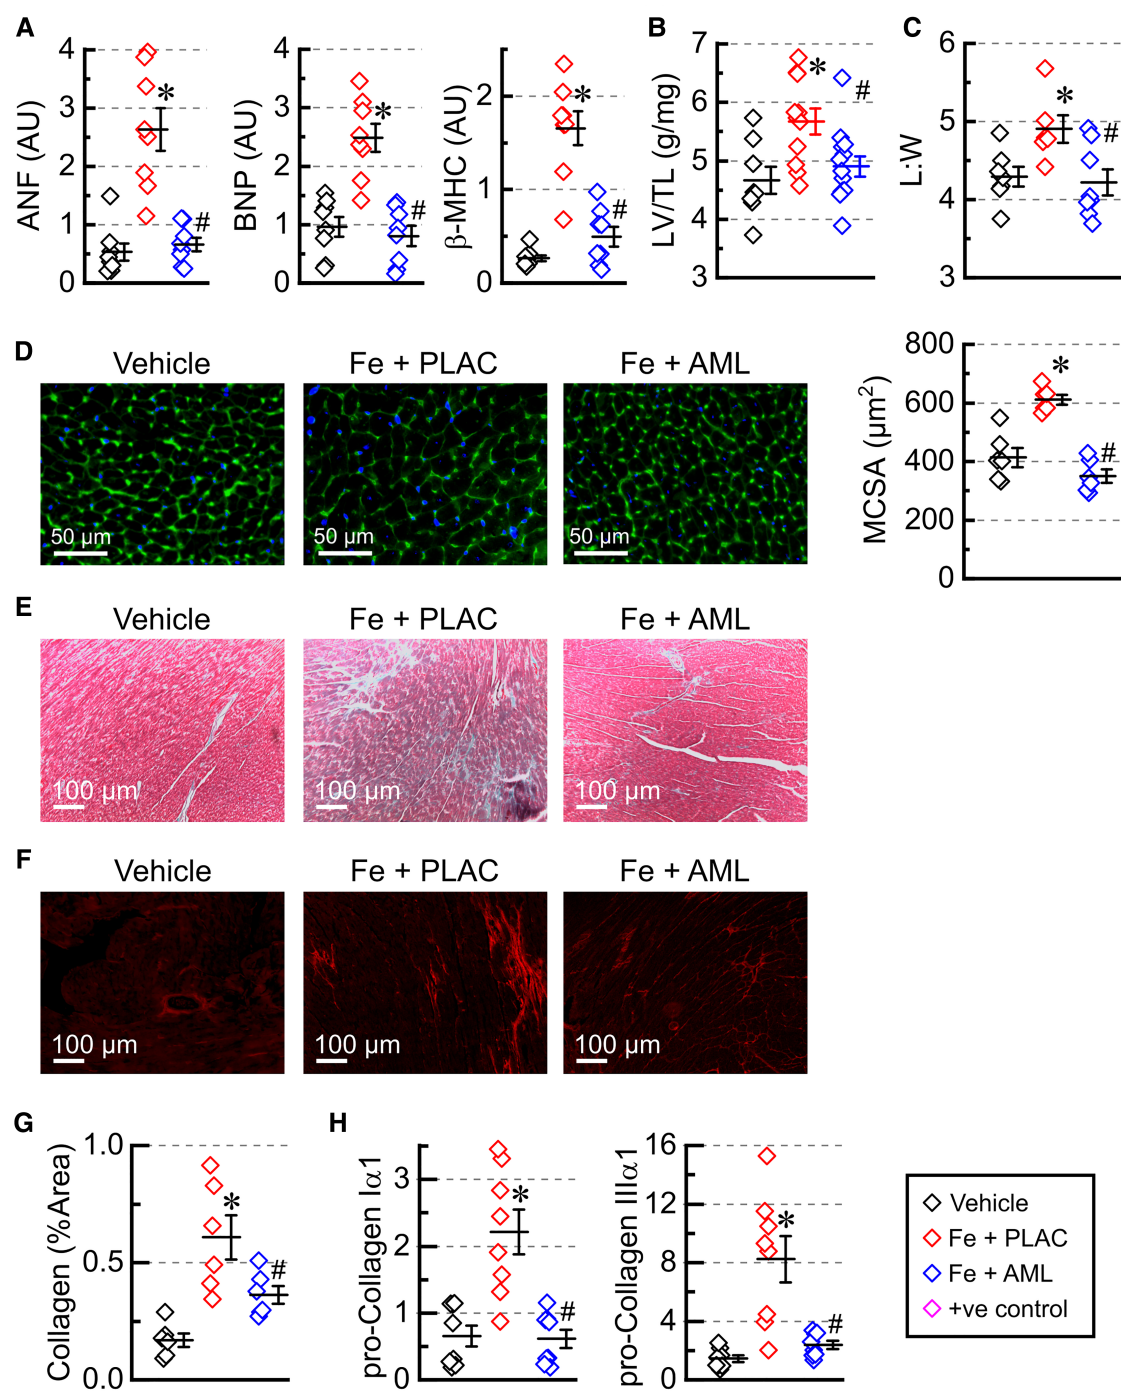 A
ANF (AU)
4
3
2
1
0
*
#
BNP (AU)
4
3
2
1
0
*
#
β-MHC (AU)
2
1
0
*
#
B
LV/TL (g/mg)
7
6
5
4
3
*
#
C
L:W
6
5
4
3
*
#
D
Vehicle
Fe + PLAC
Fe + AML
50 µm
50 µm
50 µm
MCSA (µm²)
800
600
400
200
0
*
#
E
Vehicle
Fe + PLAC
Fe + AML
100 µm
100 µm
100 µm
F
Vehicle
Fe + PLAC
Fe + AML
100 µm
100 µm
100 µm
G
Collagen (%Area)
1.0
0.5
0.0
*
#
H
pro-Collagen Iα1
3
2
1
0
*
#
pro-Collagen IIIα1
16
12
8
4
0
*
#
Vehicle
Fe + PLAC
Fe + AML
+ve control